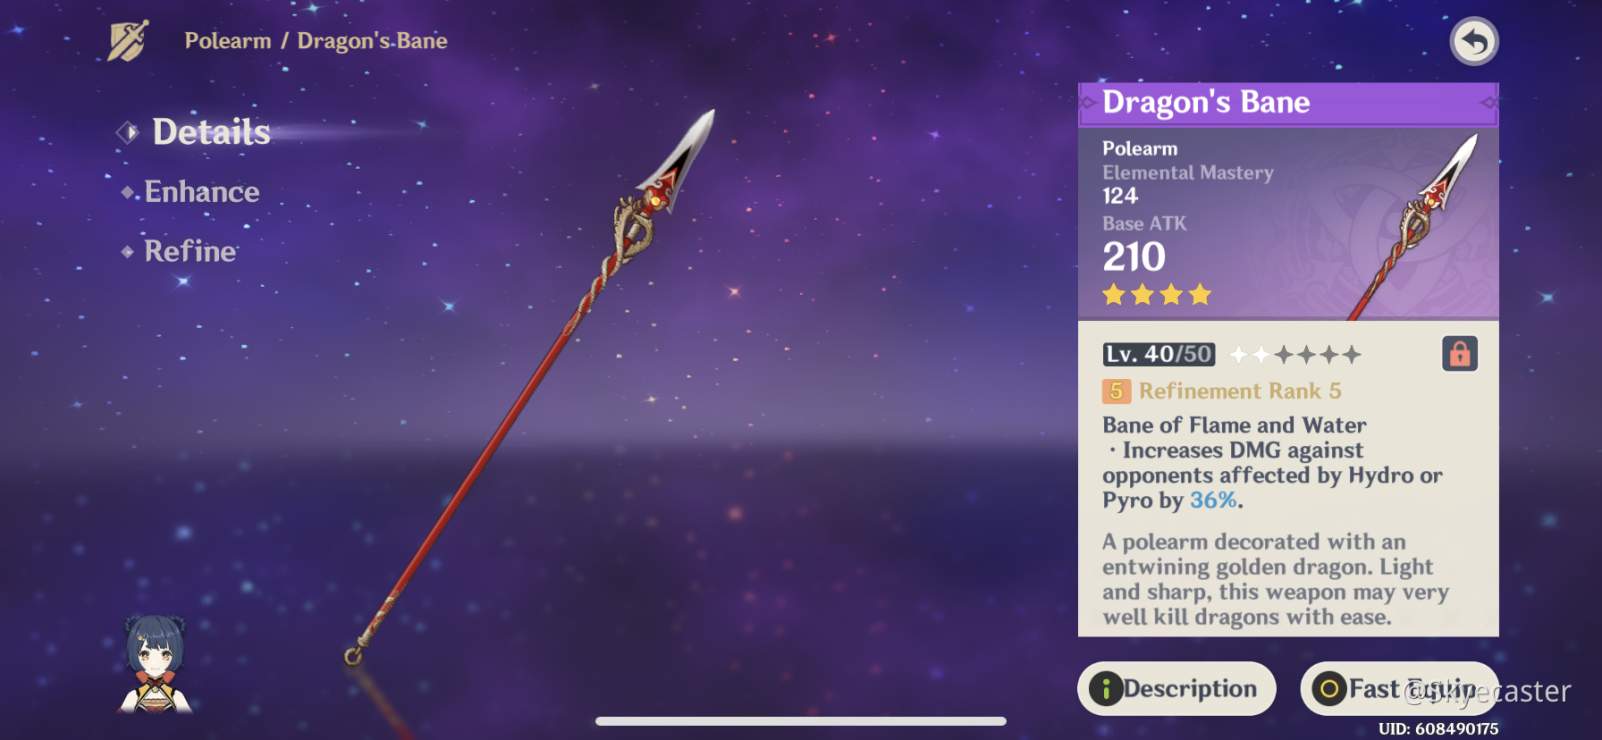 Polearm / Dragon's Bane
Details
Enhance
Refine
Dragon's Bane
Polearm
Elemental Mastery
124
Base ATK
210
Lv. 40/50
5 Refinement Rank 5
Bane of Flame and Water
· Increases DMG against
opponents affected by Hydro or
Pyro by 36%.
A polearm decorated with an
entwining golden dragon. Light
and sharp, this weapon may very
well kill dragons with ease.
Description
Fast Equip
@Skyecaster
UID: 608490175